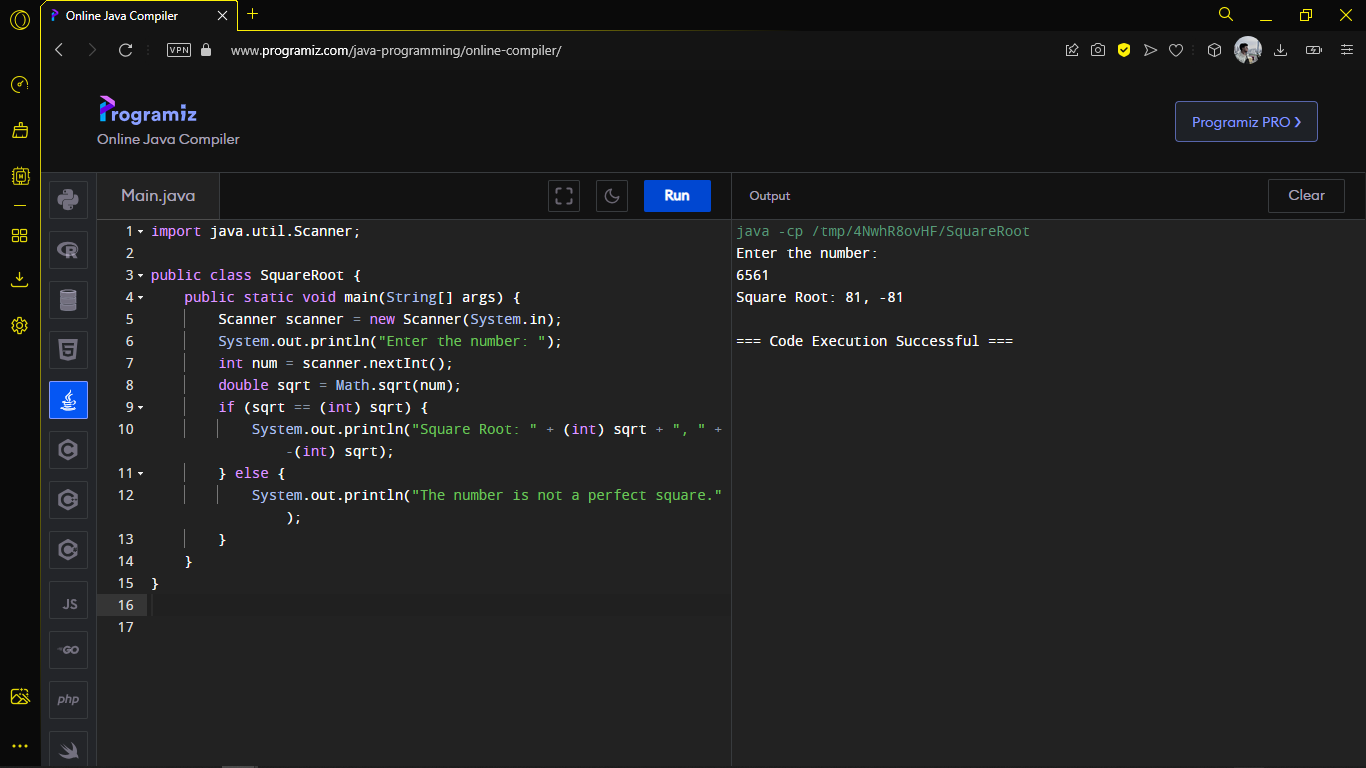 Online Java Compiler
VPN
www.programiz.com/java-programming/online-compiler/
Programiz
Online Java Compiler
Programiz PRO
Main.java
Run
Output
Clear
1 import java.util.Scanner;
2
3 public class SquareRoot {
4 public static void main(String[] args) {
5 Scanner scanner = new Scanner(System.in);
6 System.out.println("Enter the number: ");
7 int num = scanner.nextInt();
8 double sqrt = Math.sqrt(num);
9 if (sqrt == (int) sqrt) {
10 System.out.println("Square Root: " + (int) sqrt + ", " +
-(int) sqrt);
11 } else {
12 System.out.println("The number is not a perfect square."
);
13 }
14 }
15 }
16
17
java -cp /tmp/4NwhR8ovHF/SquareRoot
Enter the number:
6561
Square Root: 81, -81
=== Code Execution Successful ===
M
R
5
C
C
C
JS
GO
php